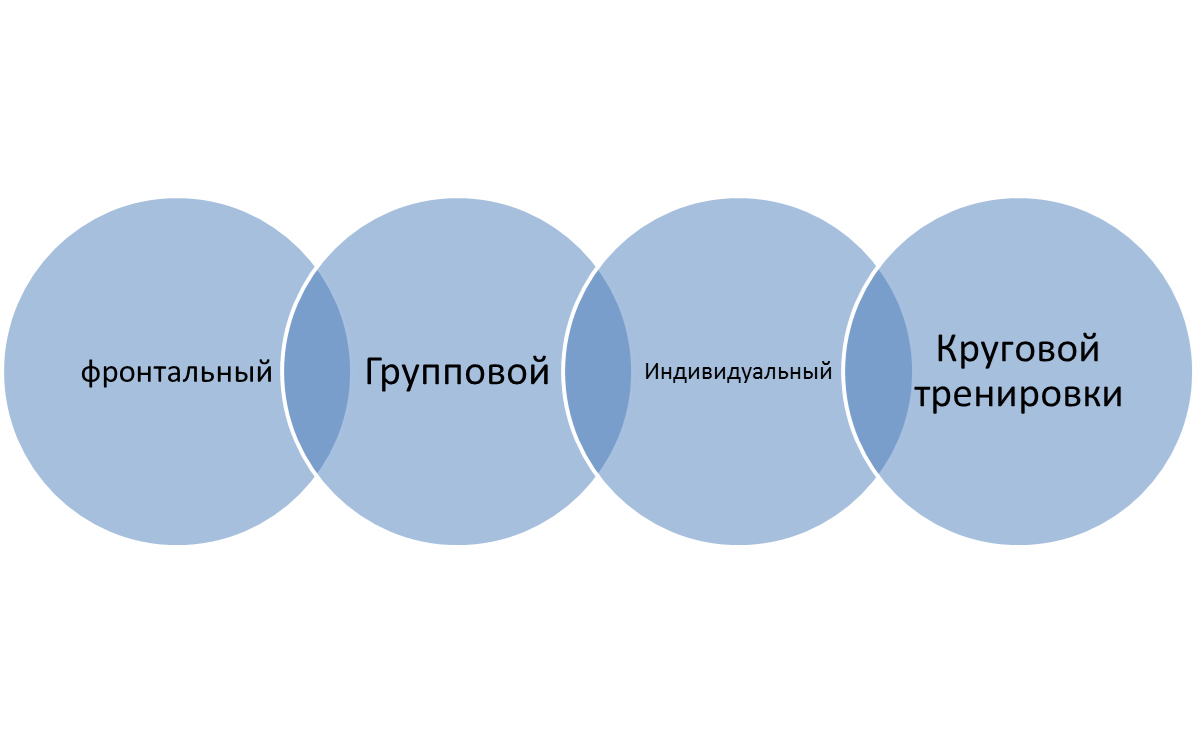 фронтальный
Групповой
Индивидуальный
Круговой
тренировки